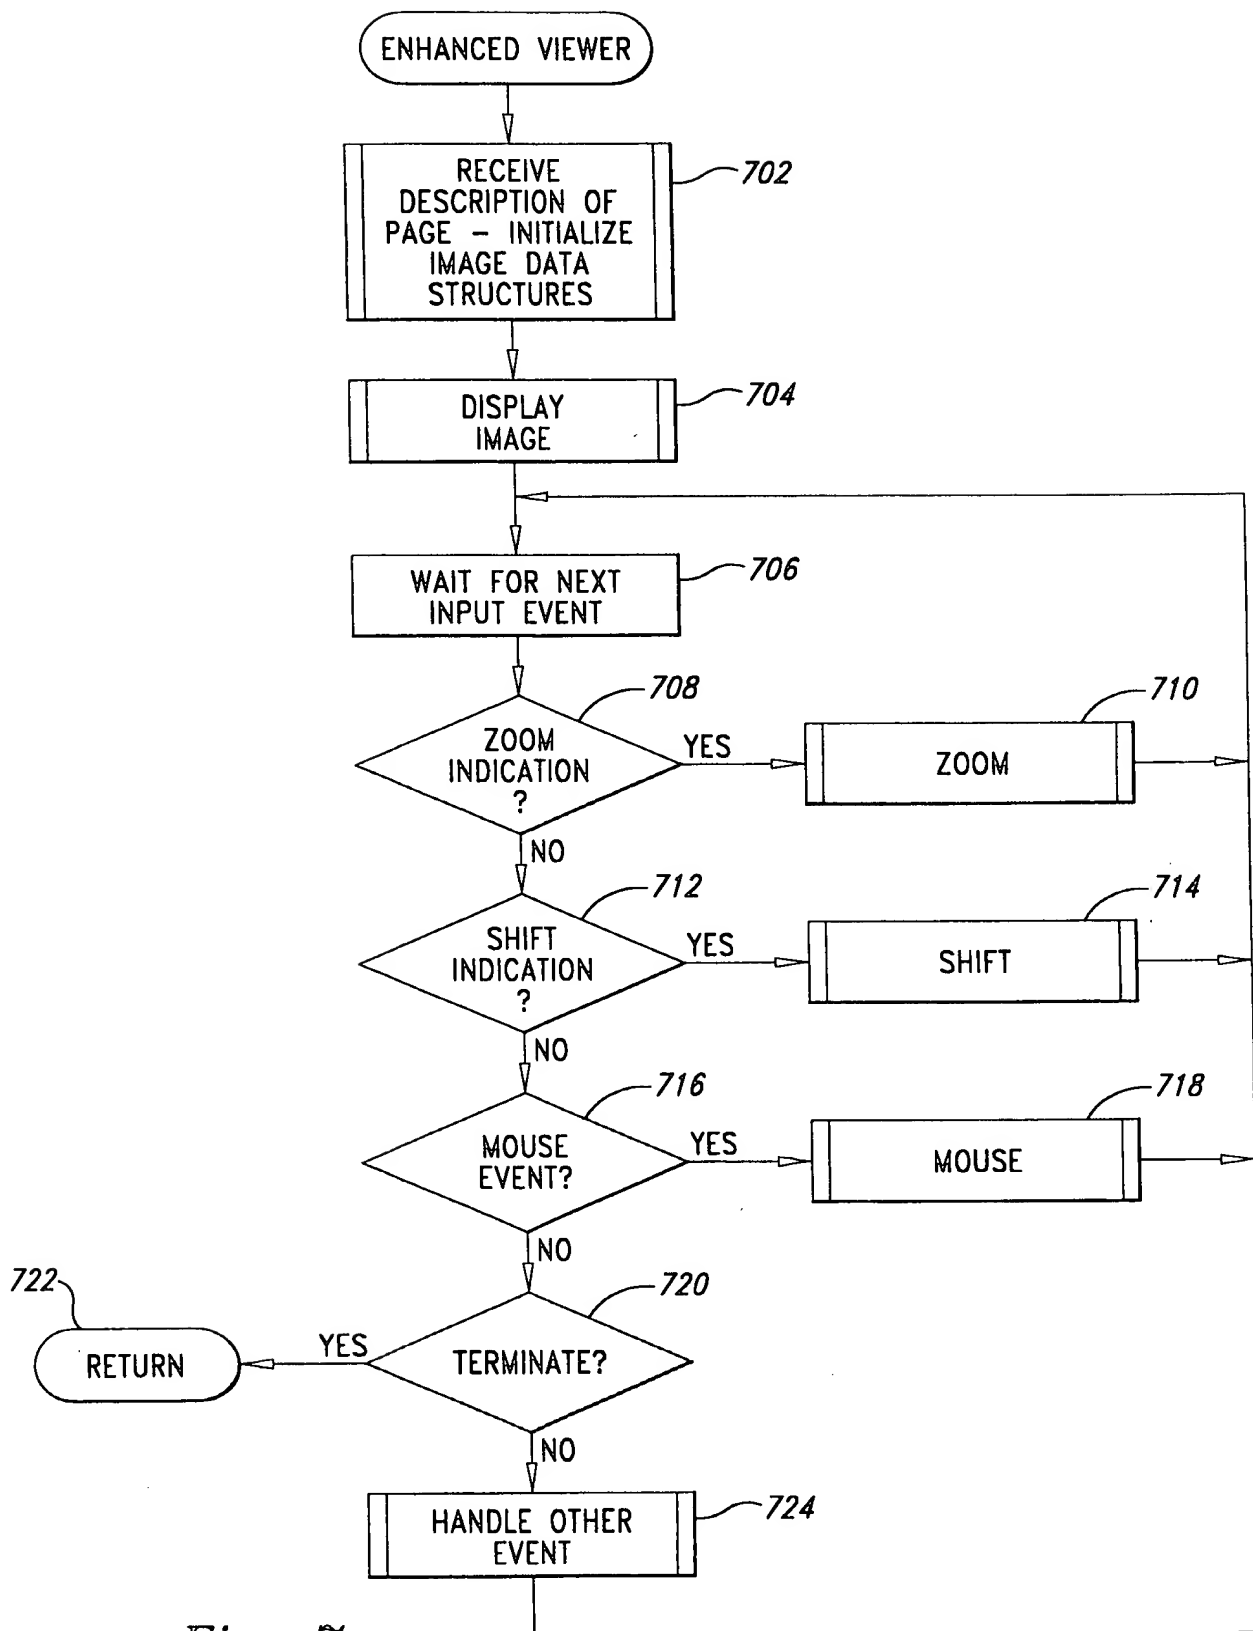 ENHANCED VIEWER
RECEIVE
DESCRIPTION OF
PAGE – INITIALIZE
IMAGE DATA
STRUCTURES
702
DISPLAY
IMAGE
704
WAIT FOR NEXT
INPUT EVENT
706
708
ZOOM
INDICATION
?
YES
710
ZOOM
NO
712
SHIFT
INDICATION
?
YES
714
SHIFT
NO
716
MOUSE
EVENT?
YES
718
MOUSE
NO
720
722
TERMINATE?
YES
RETURN
NO
HANDLE OTHER
EVENT
724